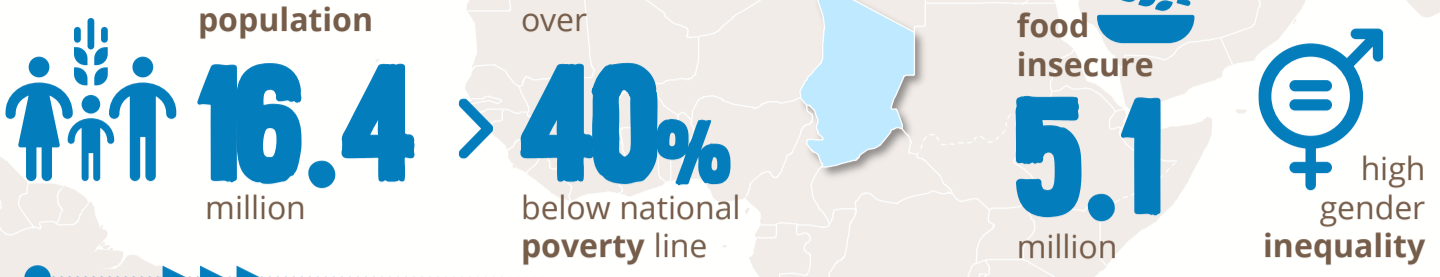 population
16.4
million
over
> 40%
below national
poverty line
food
insecure
5.1
million
high
gender
inequality